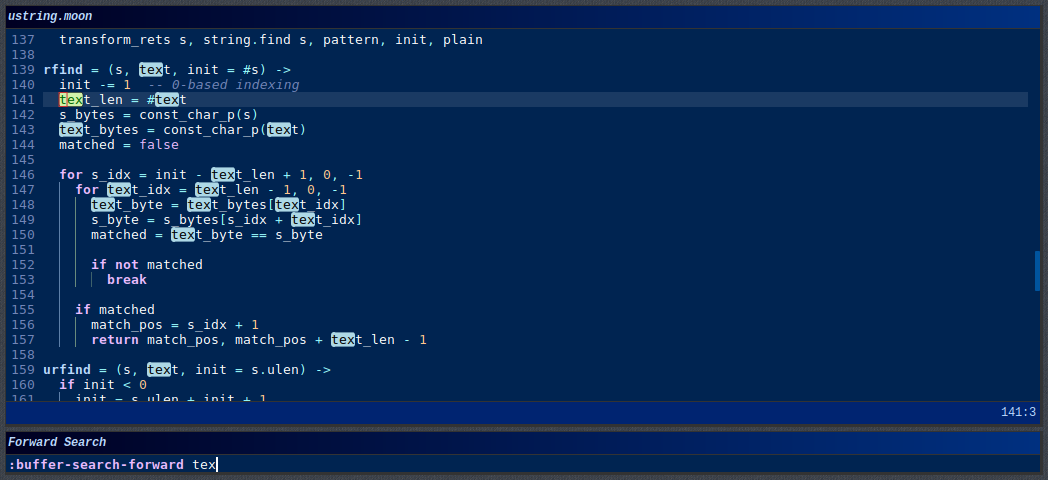 ustring.moon
137   transform_rets s, string.find s, pattern, init, plain
138
139 rfind = (s, text, init = #s) ->
140   init -= 1  -- 0-based indexing
141   text_len = #text
142   s_bytes = const_char_p(s)
143   text_bytes = const_char_p(text)
144   matched = false
145
146   for s_idx = init - text_len + 1, 0, -1
147     for text_idx = text_len - 1, 0, -1
148       text_byte = text_bytes[text_idx]
149       s_byte = s_bytes[s_idx + text_idx]
150       matched = text_byte == s_byte
151
152       if not matched
153         break
154
155     if matched
156       match_pos = s_idx + 1
157       return match_pos, match_pos + text_len - 1
158
159 urfind = (s, text, init = s.ulen) ->
160   if init < 0
161     init = s.ulen + init + 1
141:3
Forward Search
:buffer-search-forward tex